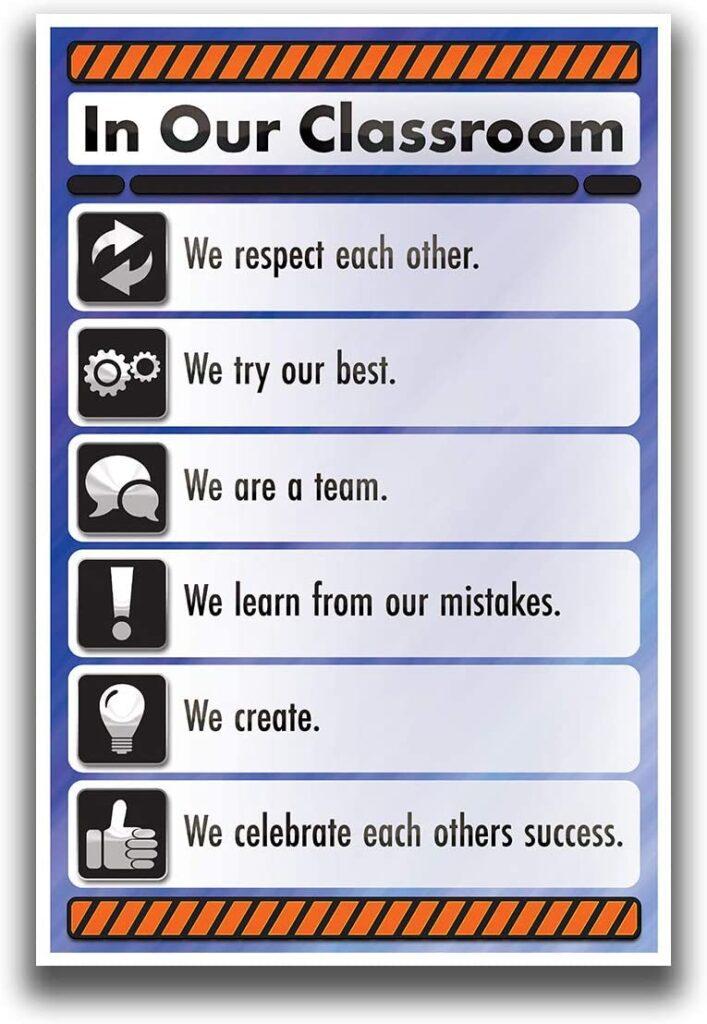 In Our Classroom
We respect each other.
We try our best.
We are a team.
We learn from our mistakes.
We create.
We celebrate each others success.